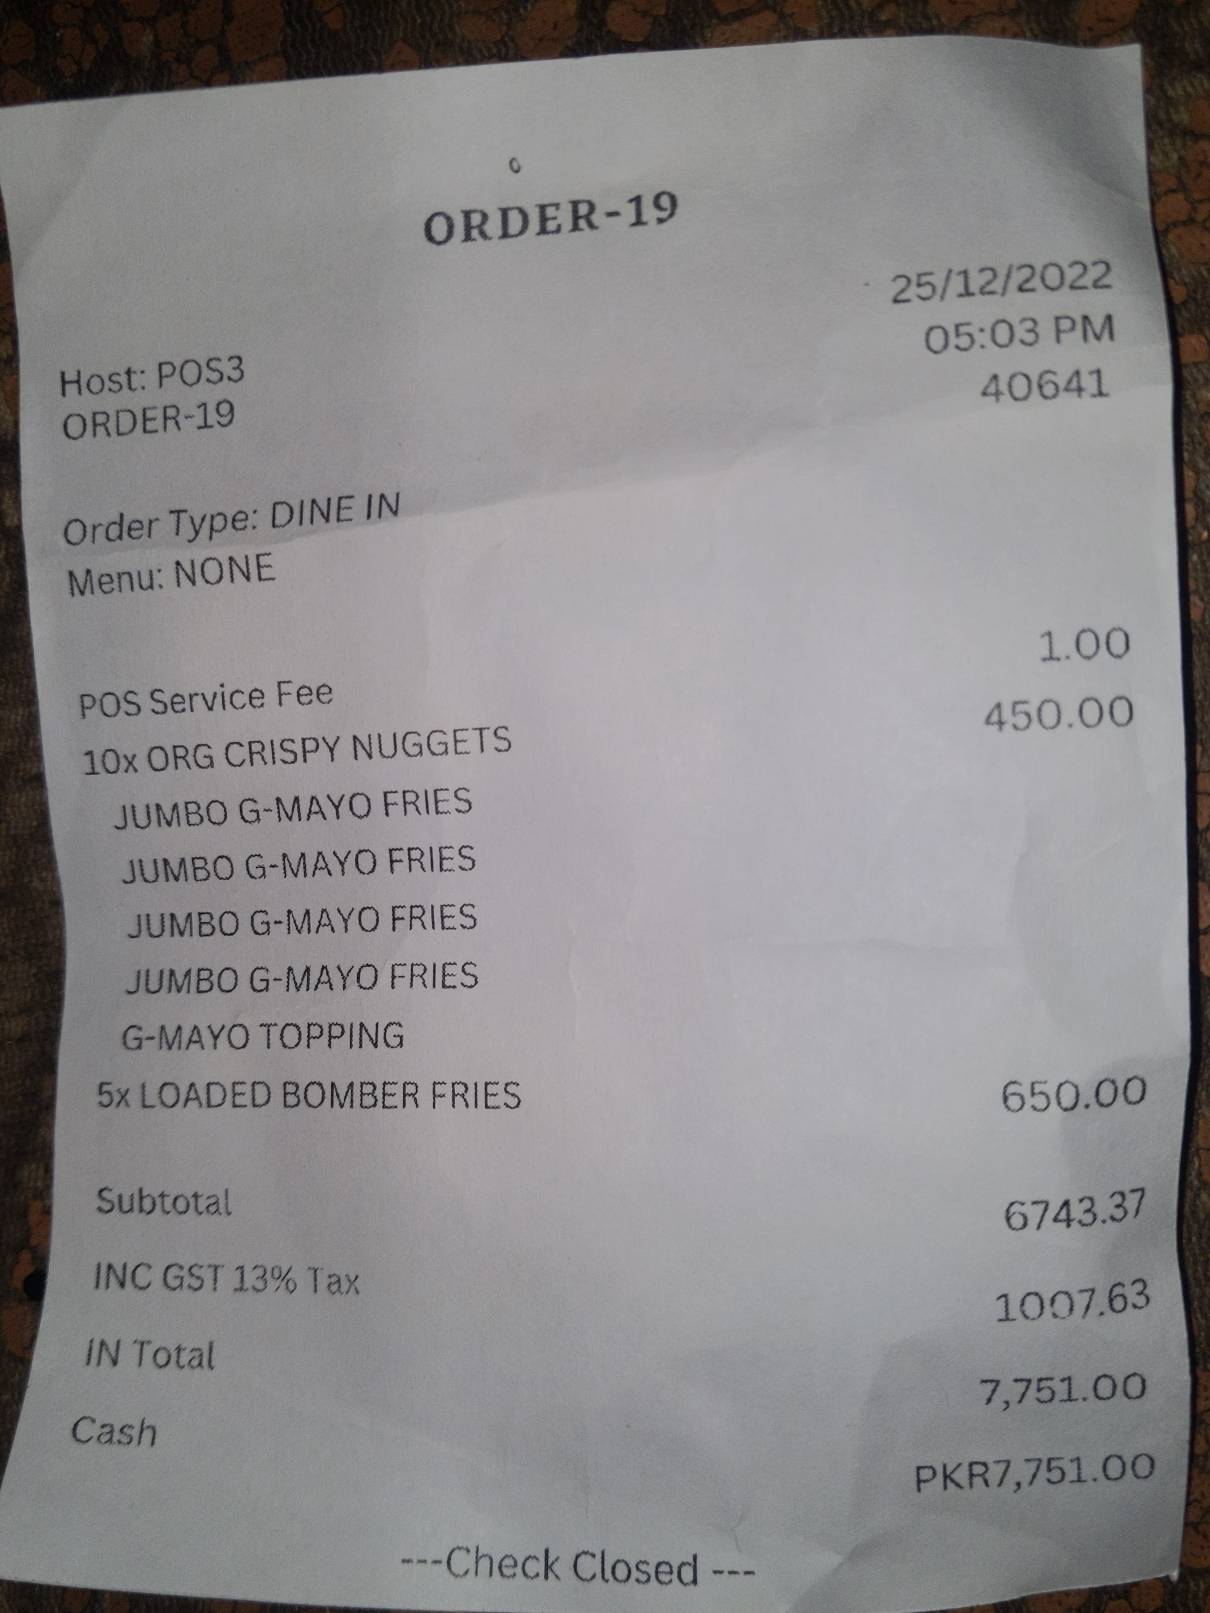 ORDER-19
25/12/2022
05:03 PM
Host: POS3
40641
ORDER-19
Order Type: DINE IN
Menu: NONE
POS Service Fee 1.00
10x ORG CRISPY NUGGETS 450.00
JUMBO G-MAYO FRIES
JUMBO G-MAYO FRIES
JUMBO G-MAYO FRIES
JUMBO G-MAYO FRIES
G-MAYO TOPPING
5x LOADED BOMBER FRIES 650.00
Subtotal 6743.37
INC GST 13% Tax 1007.63
IN Total 7,751.00
Cash PKR7,751.00
---Check Closed ---